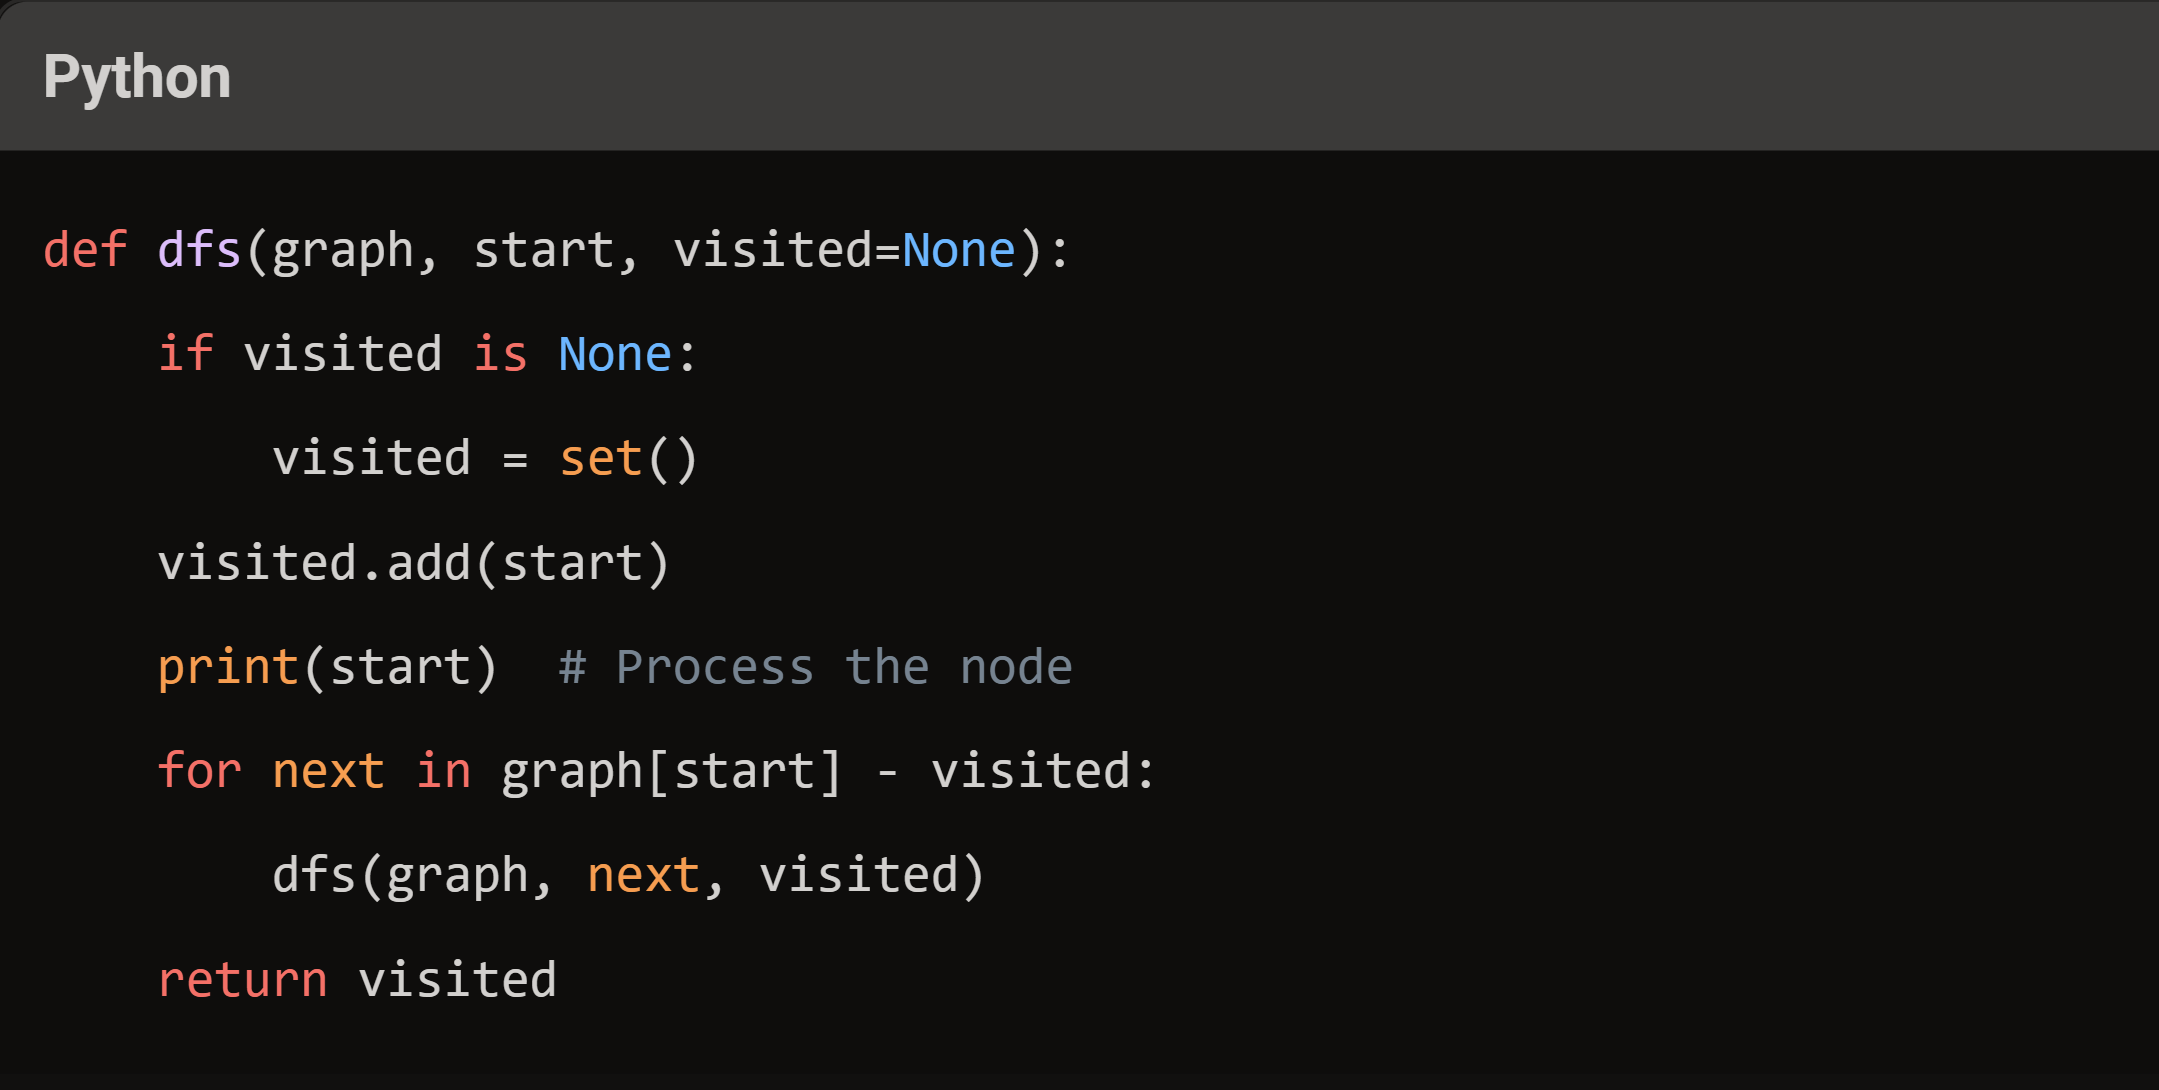 Python
def dfs(graph, start, visited=None):
    if visited is None:
        visited = set()
    visited.add(start)
    print(start)  # Process the node
    for next in graph[start] - visited:
        dfs(graph, next, visited)
    return visited